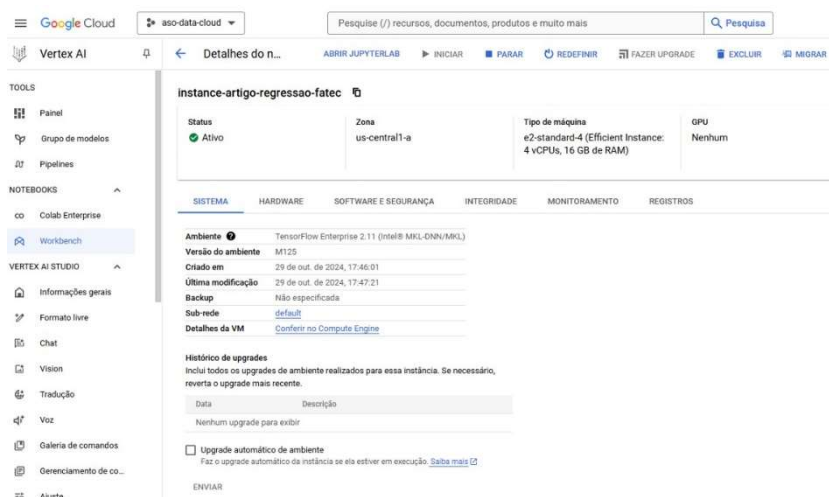 Google Cloud
aso-data-cloud
Pesquise (/) recursos, documentos, produtos e muito mais
Pesquisa
Vertex AI
Detalhes do n...
ABRIR JUPYTERLAB
INICIAR
PARAR
REDEFINIR
FAZER UPGRADE
EXCLUIR
MIGRAR
TOOLS
Painel
Grupo de modelos
Pipelines
NOTEBOOKS
Colab Enterprise
Workbench
VERTEX AI STUDIO
Informações gerais
Formato livre
Chat
Vision
Tradução
Voz
Galeria de comandos
Gerenciamento de co...
Ajuste
instance-artigo-regressao-fatec
Status
Ativo
Zona
us-central1-a
Tipo de máquina
e2-standard-4 (Efficient Instance:
4 vCPUs, 16 GB de RAM)
GPU
Nenhum
SISTEMA HARDWARE SOFTWARE E SEGURANÇA INTEGRIDADE MONITORAMENTO REGISTROS
Ambiente TensorFlow Enterprise 2.11 (Intel® MKL-DNN/MKL)
Versão do ambiente M125
Criado em 29 de out. de 2024, 17:46:01
Última modificação 29 de out. de 2024, 17:47:21
Backup Não especificada
Sub-rede default
Detalhes da VM Conferir no Compute Engine
Histórico de upgrades
Inclui todos os upgrades de ambiente realizados para essa instância. Se necessário,
reverta o upgrade mais recente.
Data Descrição
Nenhum upgrade para exibir
Upgrade automático de ambiente
Faz o upgrade automático da instância se ela estiver em execução. Saiba mais
ENVIAR